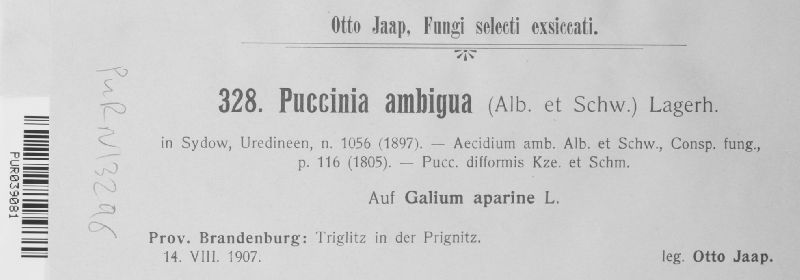 Otto Jaap, Fungi selecti exsiccati.
328. Puccinia ambigua (Alb. et Schw.) Lagerh.
in Sydow, Uredineen, n. 1056 (1897). — Aecidium amb. Alb. et Schw., Consp. fung.,
p. 116 (1805). — Pucc. difformis Kze. et Schm.
Auf Galium aparine L.
Prov. Brandenburg: Triglitz in der Prignitz.
14. VIII. 1907.
leg. Otto Jaap.
PUR039081
PUR N13296